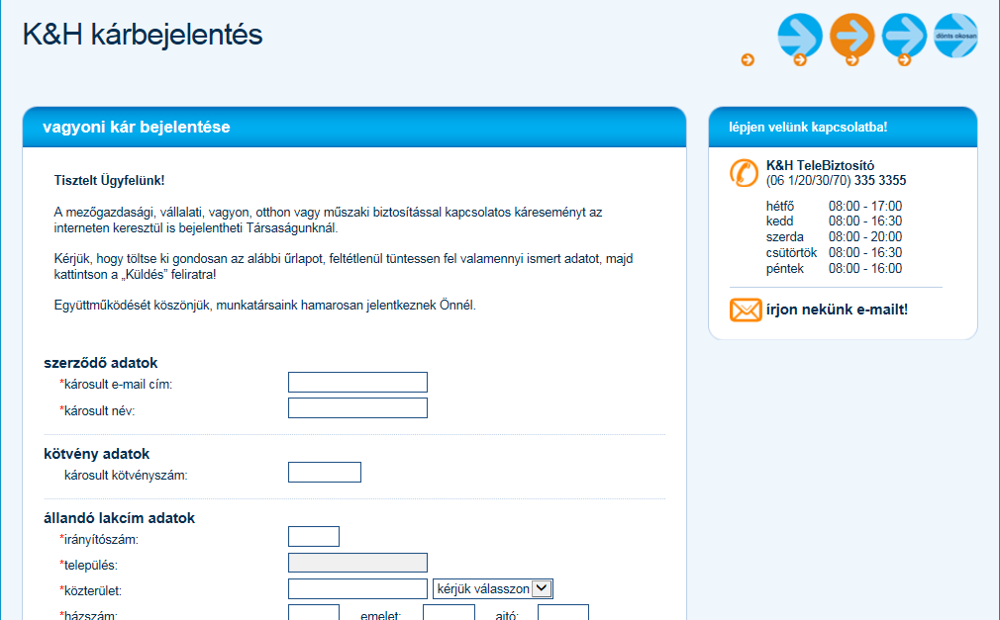 K&H kárbejelentés
dönts okosan
vagyoni kár bejelentése
Tisztelt Ügyfelünk!
A mezőgazdasági, vállalati, vagyon, otthon vagy műszaki biztosítással kapcsolatos káreseményt az
interneten keresztül is bejelentheti Társaságunknál.
Kérjük, hogy töltse ki gondosan az alábbi űrlapot, feltétlenül tüntessen fel valamennyi ismert adatot, majd
kattintson a „Küldés” feliratra!
Együttműködését köszönjük, munkatársaink hamarosan jelentkeznek Önnél.
szerződő adatok
*károsult e-mail cím:
*károsult név:
kötvény adatok
károsult kötvényszám:
állandó lakcím adatok
*irányítószám:
*település:
*közterület: kérjük válasszon
*házszám: emelet: ajtó:
lépjen velünk kapcsolatba!
K&H TeleBiztosító
(06 1/20/30/70) 335 3355
hétfő 08:00 - 17:00
kedd 08:00 - 16:30
szerda 08:00 - 20:00
csütörtök 08:00 - 16:30
péntek 08:00 - 16:00
írjon nekünk e-mailt!